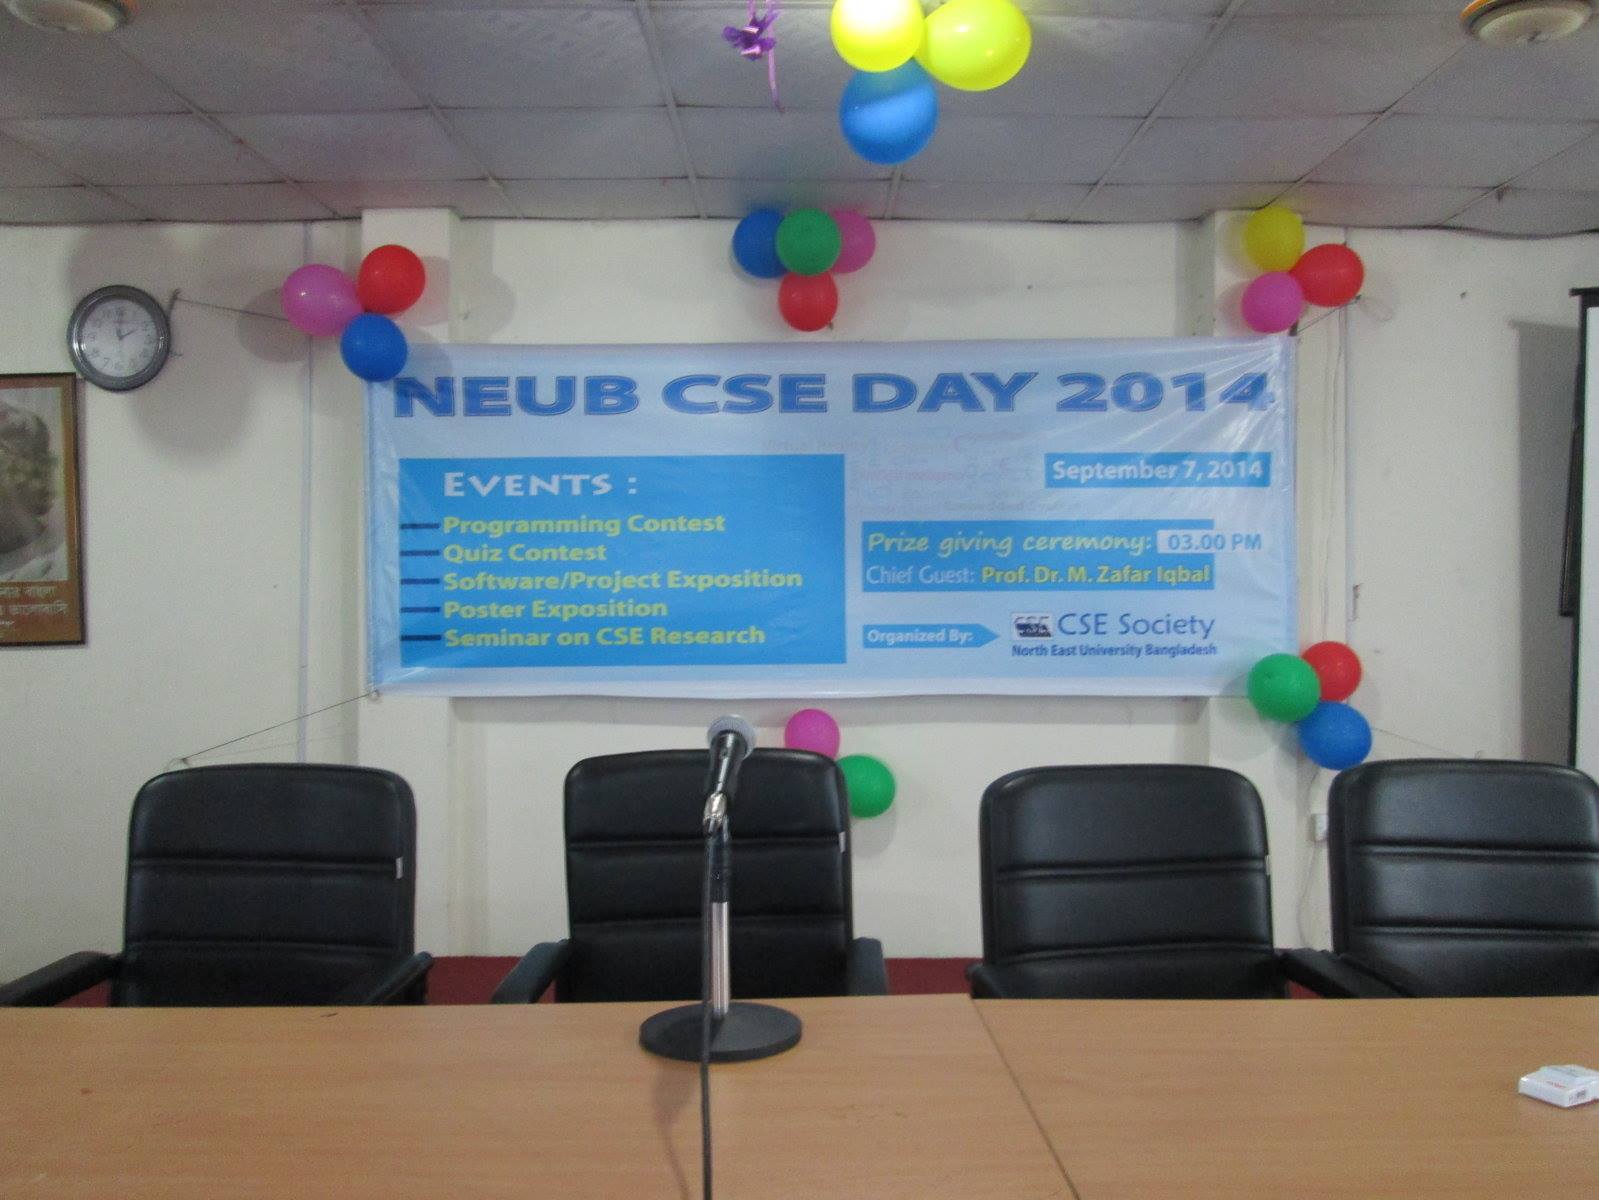 NEUB CSE DAY 2014
EVENTS :
Programming Contest
Quiz Contest
Software/Project Exposition
Poster Exposition
Seminar on CSE Research
September 7, 2014
Prize giving ceremony: 03.00 PM
Chief Guest: Prof. Dr. M. Zafar Iqbal
Organized By:
CSE CSE Society
North East University Bangladesh
বাংলা
ভালোবাসি